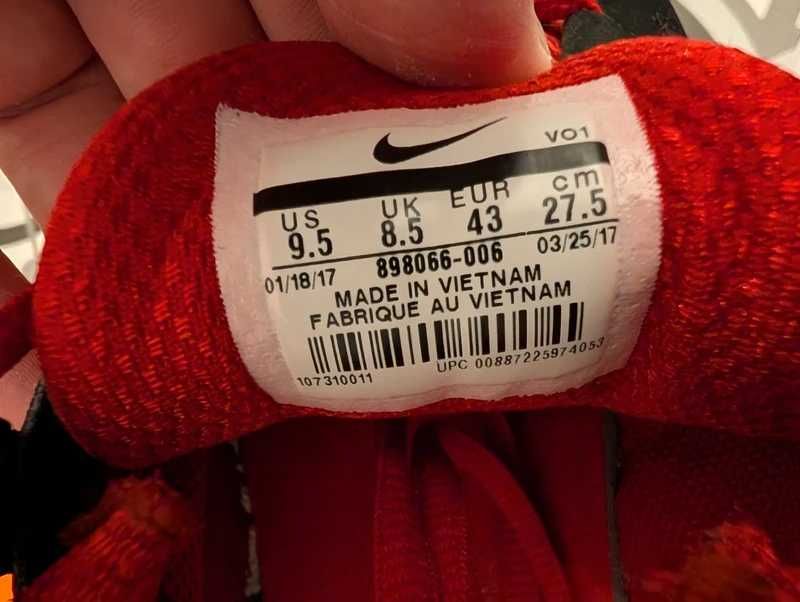 VO1
US UK EUR cm
9.5 8.5 43 27.5
01/18/17 898066-006 03/25/17
MADE IN VIETNAM
FABRIQUE AU VIETNAM
107310011 UPC 00887225974053